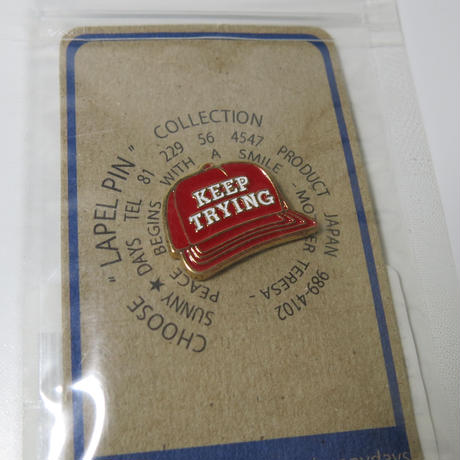 CHOOSE " LAPEL PIN " COLLECTION
SUNNY★DAYS TEL 81 229 56 4547 PRODUCT JAPAN 989-4102
PEACE BEGINS WITH A SMILE - MOTHER TERESA -
KEEP
TRYING